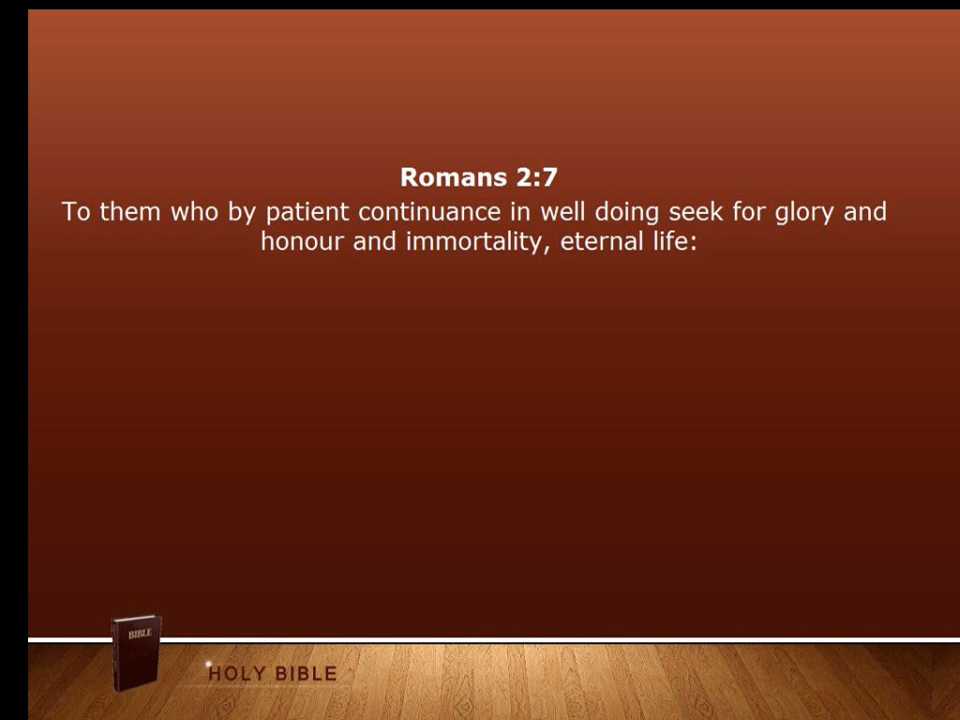 Romans 2:7
To them who by patient continuance in well doing seek for glory and
honour and immortality, eternal life:
BIBLE
HOLY BIBLE